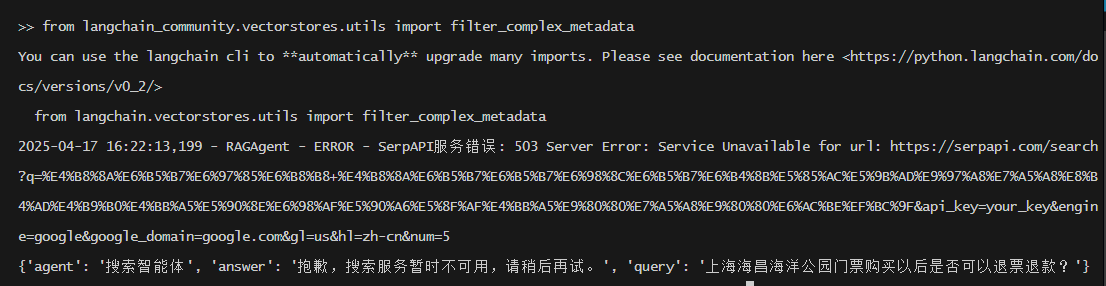 >> from langchain_community.vectorstores.utils import filter_complex_metadata
You can use the langchain cli to **automatically** upgrade many imports. Please see documentation here <https://python.langchain.com/do
cs/versions/v0_2/>
  from langchain.vectorstores.utils import filter_complex_metadata
2025-04-17 16:22:13,199 - RAGAgent - ERROR - SerpAPI服务错误: 503 Server Error: Service Unavailable for url: https://serpapi.com/search
?q=%E4%B8%8A%E6%B5%B7%E6%97%85%E6%B8%B8+%E4%B8%8A%E6%B5%B7%E6%B5%B7%E6%98%8C%E6%B5%B7%E6%B4%8B%E5%85%AC%E5%9B%AD%E9%97%A8%E7%A5%A8%E8%B
4%AD%E4%B9%B0%E4%BB%A5%E5%90%8E%E6%98%AF%E5%90%A6%E5%8F%AF%E4%BB%A5%E9%80%80%E7%A5%A8%E9%80%80%E6%AC%BE%EF%BC%9F&api_key=your_key&engin
e=google&google_domain=google.com&gl=us&hl=zh-cn&num=5
{'agent': '搜索智能体', 'answer': '抱歉，搜索服务暂时不可用，请稍后再试。', 'query': '上海海昌海洋公园门票购买以后是否可以退票退款？'}